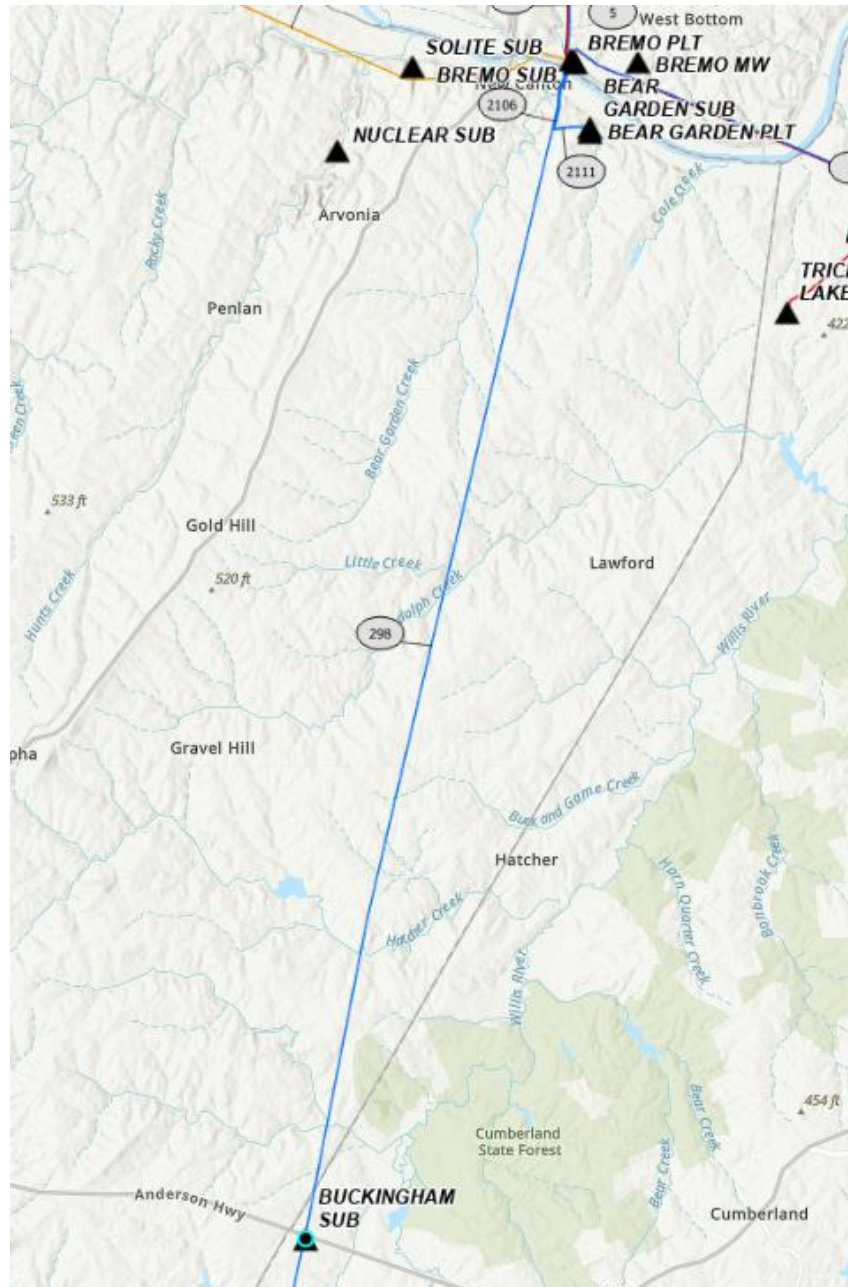 5
West Bottom
SOLITE SUB
BREMO PLT
BREMO SUB
BREMO MW
New Canton
2106
BEAR
GARDEN SUB
BEAR GARDEN PLT
NUCLEAR SUB
2111
Cole Creek
Arvonia
Rocky Creek
TRIC
LAKE
Penlan
422
Bear Garden Creek
een Creek
533 ft
Gold Hill
Little Creek
Lawford
520 ft
dolph Creek
Hunts Creek
298
Willis River
Gravel Hill
pha
Buck and Game Creek
Hatcher
Horn Quarter Creek
Bonbrook Creek
Hatcher Creek
Willis River
454 ft
Cumberland
State Forest
Bear Creek
Bear Creek
Anderson Hwy
BUCKINGHAM
SUB
Cumberland